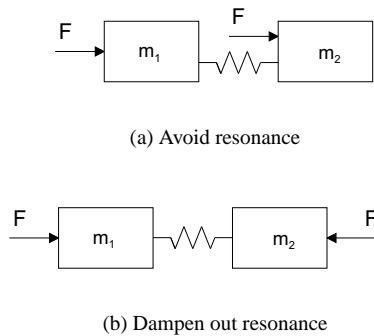 F
F
m1
m2
(a) Avoid resonance
F
m1
m2
F
(b) Dampen out resonance